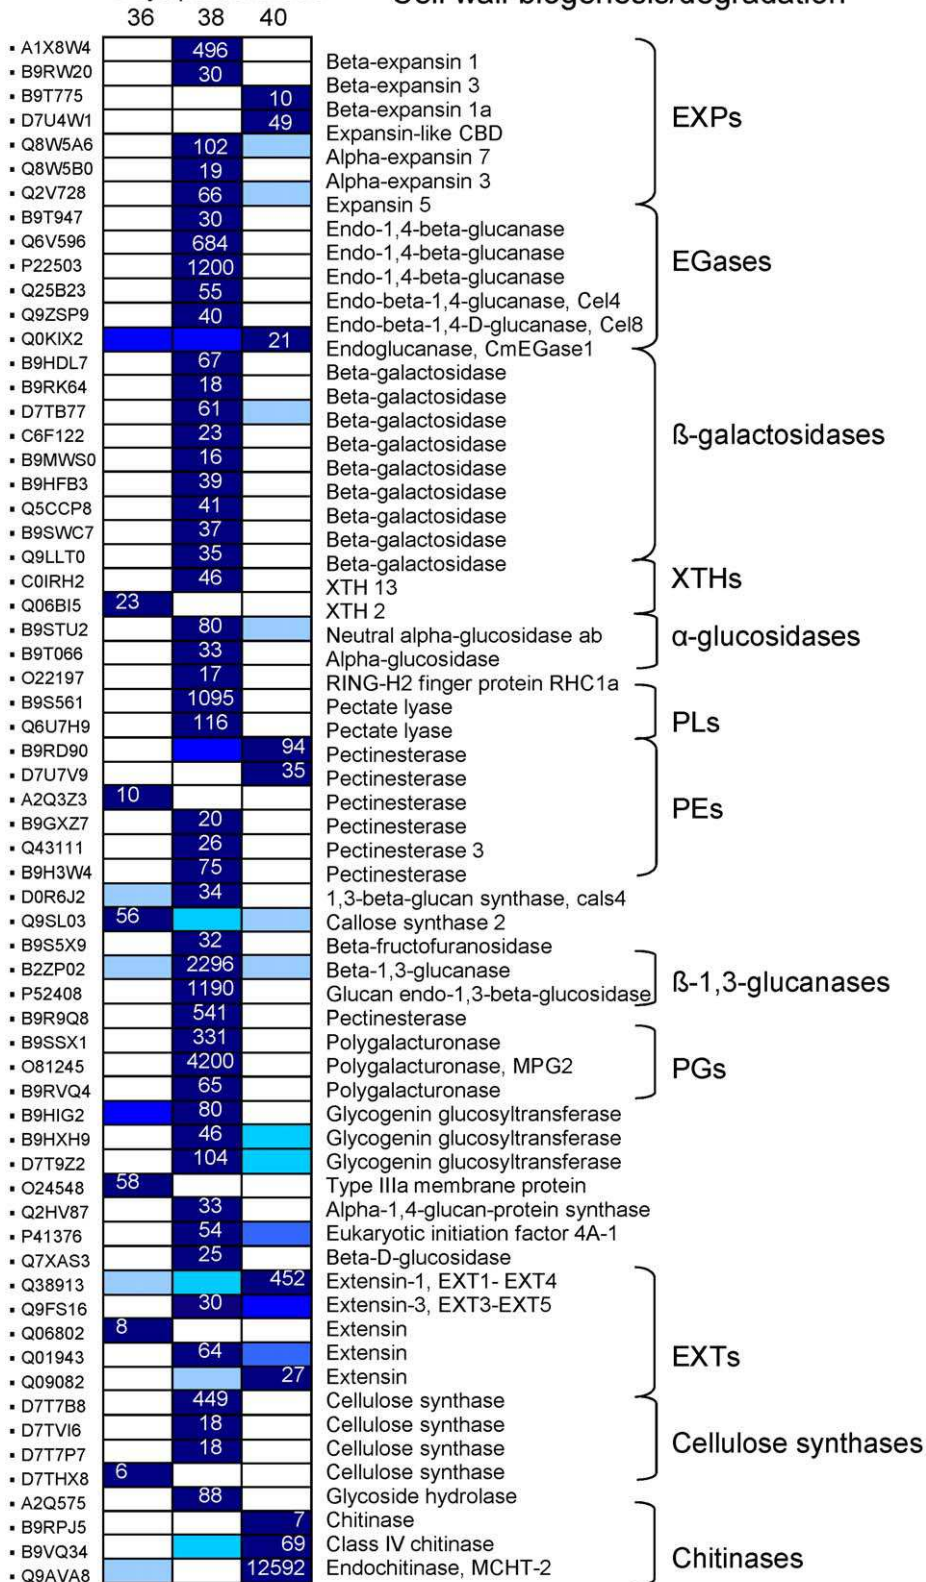 Cell wall biogenesis/degradation
36 38 40
▪ A1X8W4 496 Beta-expansin 1
▪ B9RW20 30 Beta-expansin 3
▪ B9T775 10 Beta-expansin 1a
▪ D7U4W1 49 Expansin-like CBD
EXPs
▪ Q8W5A6 102 Alpha-expansin 7
▪ Q8W5B0 19 Alpha-expansin 3
▪ Q2V728 66 Expansin 5
▪ B9T947 30 Endo-1,4-beta-glucanase
▪ Q6V596 684 Endo-1,4-beta-glucanase
▪ P22503 1200 Endo-1,4-beta-glucanase
EGases
▪ Q25B23 55 Endo-beta-1,4-glucanase, Cel4
▪ Q9ZSP9 40 Endo-beta-1,4-D-glucanase, Cel8
▪ Q0KIX2 21 Endoglucanase, CmEGase1
▪ B9HDL7 67 Beta-galactosidase
▪ B9RK64 18 Beta-galactosidase
▪ D7TB77 61 Beta-galactosidase
▪ C6F122 23 Beta-galactosidase
ß-galactosidases
▪ B9MWS0 16 Beta-galactosidase
▪ B9HFB3 39 Beta-galactosidase
▪ Q5CCP8 41 Beta-galactosidase
▪ B9SWC7 37 Beta-galactosidase
▪ Q9LLT0 35 Beta-galactosidase
▪ C0IRH2 46 XTH 13
XTHs
▪ Q06BI5 23 XTH 2
▪ B9STU2 80 Neutral alpha-glucosidase ab
α-glucosidases
▪ B9T066 33 Alpha-glucosidase
▪ O22197 17 RING-H2 finger protein RHC1a
▪ B9S561 1095 Pectate lyase
PLs
▪ Q6U7H9 116 Pectate lyase
▪ B9RD90 94 Pectinesterase
▪ D7U7V9 35 Pectinesterase
▪ A2Q3Z3 10 Pectinesterase
PEs
▪ B9GXZ7 20 Pectinesterase
▪ Q43111 26 Pectinesterase 3
▪ B9H3W4 75 Pectinesterase
▪ D0R6J2 34 1,3-beta-glucan synthase, cals4
▪ Q9SL03 56 Callose synthase 2
▪ B9S5X9 32 Beta-fructofuranosidase
▪ B2ZP02 2296 Beta-1,3-glucanase
ß-1,3-glucanases
▪ P52408 1190 Glucan endo-1,3-beta-glucosidase
▪ B9R9Q8 541 Pectinesterase
▪ B9SSX1 331 Polygalacturonase
▪ O81245 4200 Polygalacturonase, MPG2
PGs
▪ B9RVQ4 65 Polygalacturonase
▪ B9HIG2 80 Glycogenin glucosyltransferase
▪ B9HXH9 46 Glycogenin glucosyltransferase
▪ D7T9Z2 104 Glycogenin glucosyltransferase
▪ O24548 58 Type IIIa membrane protein
▪ Q2HV87 33 Alpha-1,4-glucan-protein synthase
▪ P41376 54 Eukaryotic initiation factor 4A-1
▪ Q7XAS3 25 Beta-D-glucosidase
▪ Q38913 452 Extensin-1, EXT1- EXT4
▪ Q9FS16 30 Extensin-3, EXT3-EXT5
▪ Q06802 8 Extensin
▪ Q01943 64 Extensin
EXTs
▪ Q09082 27 Extensin
▪ D7T7B8 449 Cellulose synthase
▪ D7TVI6 18 Cellulose synthase
Cellulose synthases
▪ D7T7P7 18 Cellulose synthase
▪ D7THX8 6 Cellulose synthase
▪ A2Q575 88 Glycoside hydrolase
▪ B9RPJ5 7 Chitinase
▪ B9VQ34 69 Class IV chitinase
Chitinases
▪ Q9AVA8 12592 Endochitinase, MCHT-2